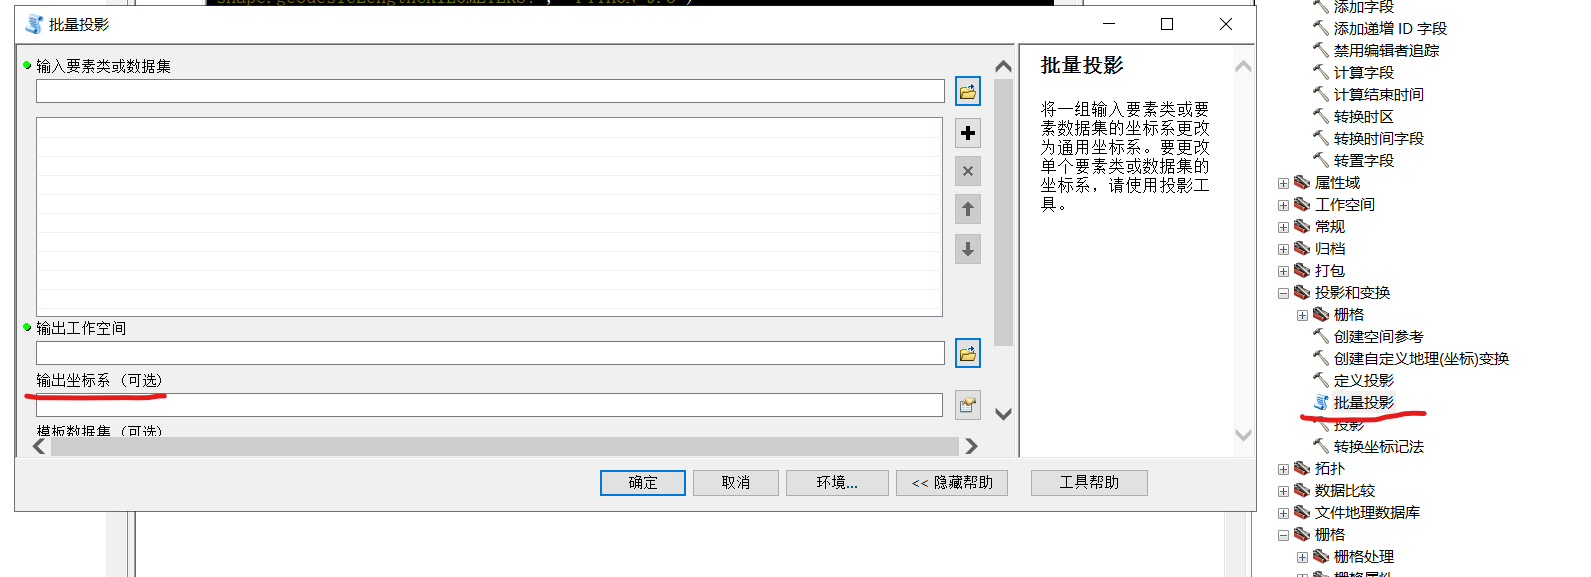 批量投影
输入要素类或数据集
输出工作空间
输出坐标系 (可选)
模板数据集 (可选)
确定
取消
环境...
<< 隐藏帮助
工具帮助
批量投影
将一组输入要素类或要
素数据集的坐标系更改
为通用坐标系。要更改
单个要素类或数据集的
坐标系，请使用投影工
具。
添加字段
添加递增 ID 字段
禁用编辑者追踪
计算字段
计算结束时间
转换时区
转换时间字段
转置字段
属性域
工作空间
常规
归档
打包
投影和变换
栅格
创建空间参考
创建自定义地理(坐标)变换
定义投影
批量投影
投影
转换坐标记法
拓扑
数据比较
文件地理数据库
栅格
栅格处理
栅格属性